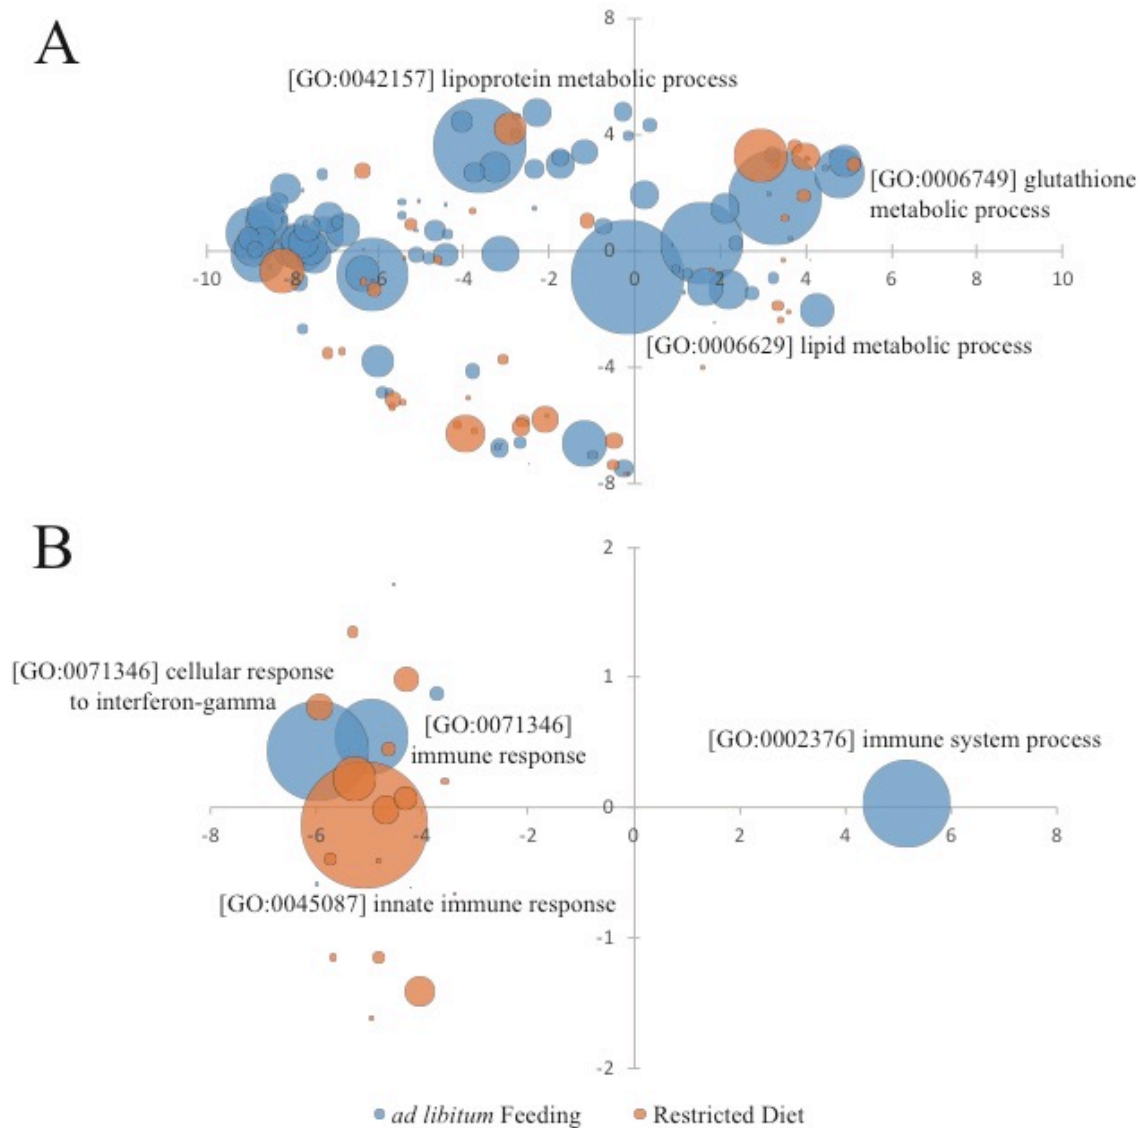 A
8
[GO:0042157] lipoprotein metabolic process
4
[GO:0006749] glutathione
metabolic process
0
-10 -8 -6 -4 -2 0 2 4 6 8 10
[GO:0006629] lipid metabolic process
-4
-8
B
2
[GO:0071346] cellular response
to interferon-gamma
1
[GO:0071346]
immune response
[GO:0002376] immune system process
0
-8 -6 -4 -2 0 2 4 6 8
[GO:0045087] innate immune response
-1
-2
ad libitum Feeding Restricted Diet